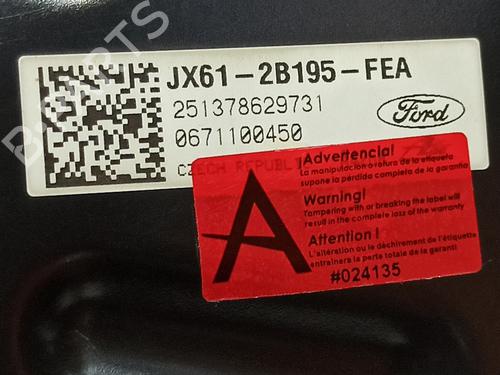 JX61-2B195-FEA
251378629731
0671100450
Ford
CZECH REPUBLI
¡Advertencia!
La manipulación o rotura de la etiqueta
supone la pérdida completa de la garantía
Warning!
Tampering with or breaking the label will
result in the complete loss of the warranty
Attention !
L'altération ou le déchirement de l'étiquette
entraînera la perte totale de la garanti
#024135
A